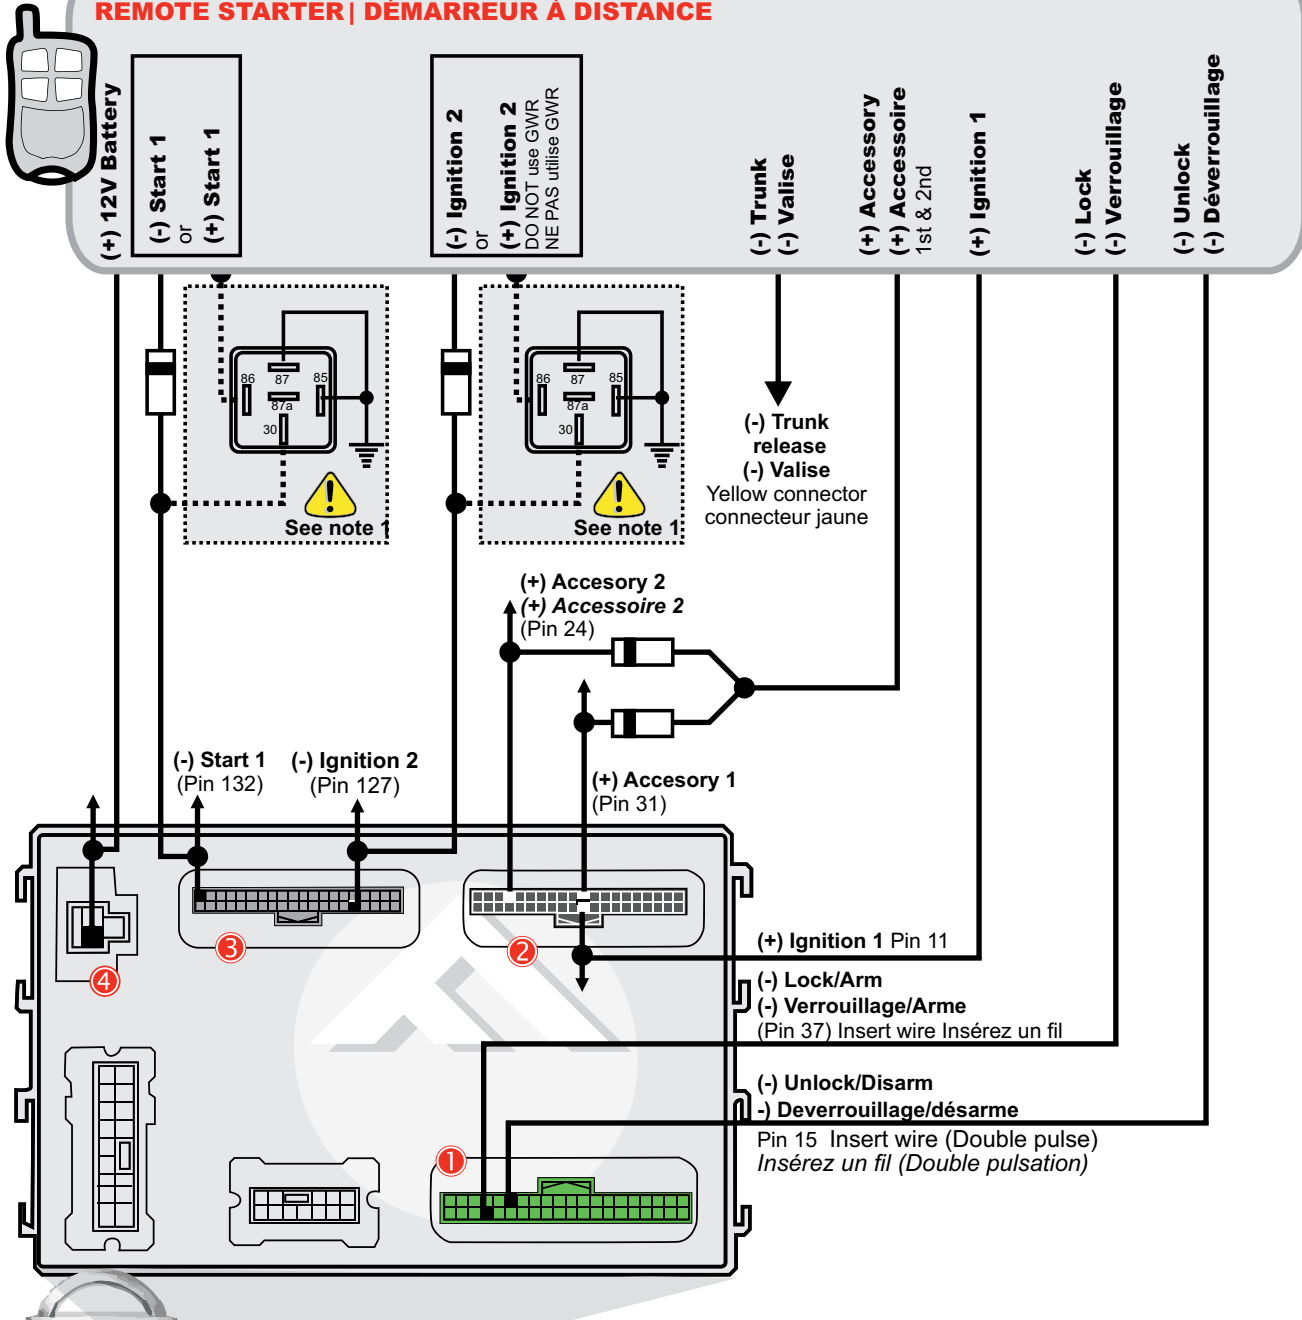 REMOTE STARTER | DÉMARREUR À DISTANCE
(+) 12V Battery
(-) Start 1
or
(+) Start 1
(-) Ignition 2
or
(+) Ignition 2
DO NOT use GWR
NE PAS utilise GWR
(-) Trunk
(-) Valise
(+) Accessory
(+) Accessoire
1st & 2nd
(+) Ignition 1
(-) Lock
(-) Verrouillage
(-) Unlock
(-) Déverrouillage
86
87
85
87a
30
See note 1
86
87
85
87a
30
See note 1
(-) Trunk
release
(-) Valise
Yellow connector
connecteur jaune
(+) Accesory 2
(+) Accessoire 2
(Pin 24)
(-) Start 1
(Pin 132)
(-) Ignition 2
(Pin 127)
(+) Accesory 1
(Pin 31)
4
3
2
(+) Ignition 1 Pin 11
(-) Lock/Arm
(-) Verrouillage/Arme
(Pin 37) Insert wire Insérez un fil
(-) Unlock/Disarm
-) Deverrouillage/désarme
Pin 15 Insert wire (Double pulse)
Insérez un fil (Double pulsation)
1